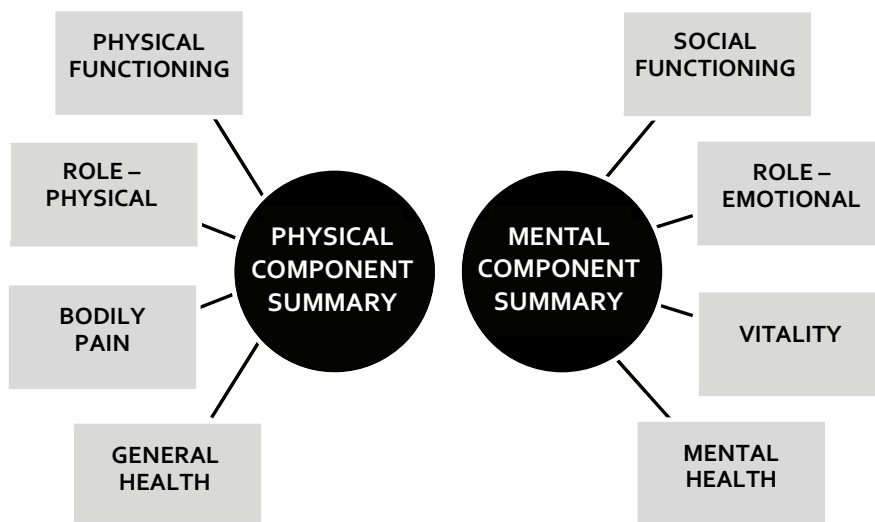 PHYSICAL
FUNCTIONING
ROLE –
PHYSICAL
BODILY
PAIN
GENERAL
HEALTH
PHYSICAL
COMPONENT
SUMMARY
MENTAL
COMPONENT
SUMMARY
SOCIAL
FUNCTIONING
ROLE –
EMOTIONAL
VITALITY
MENTAL
HEALTH